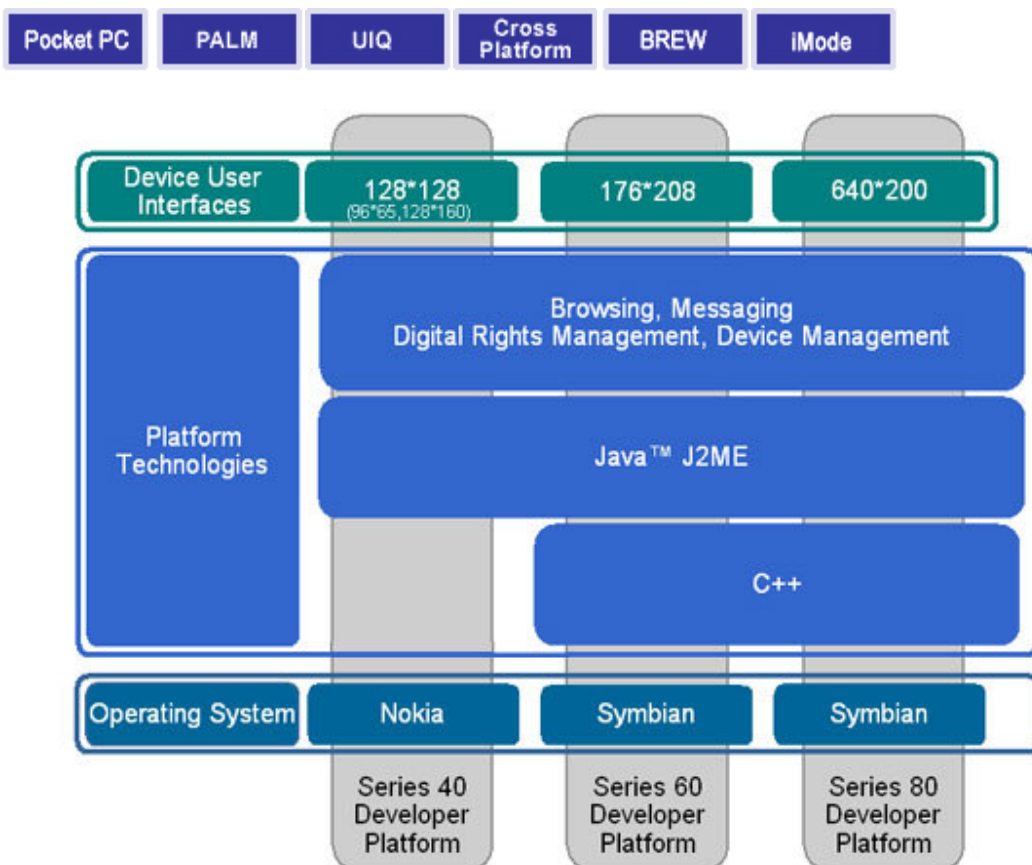 Pocket PC
PALM
UIQ
Cross
Platform
BREW
iMode
Device User
Interfaces
128*128
(96*65,128*160)
176*208
640*200
Platform
Technologies
Browsing, Messaging
Digital Rights Management, Device Management
Java™ J2ME
C++
Operating System
Nokia
Symbian
Symbian
Series 40
Developer
Platform
Series 60
Developer
Platform
Series 80
Developer
Platform